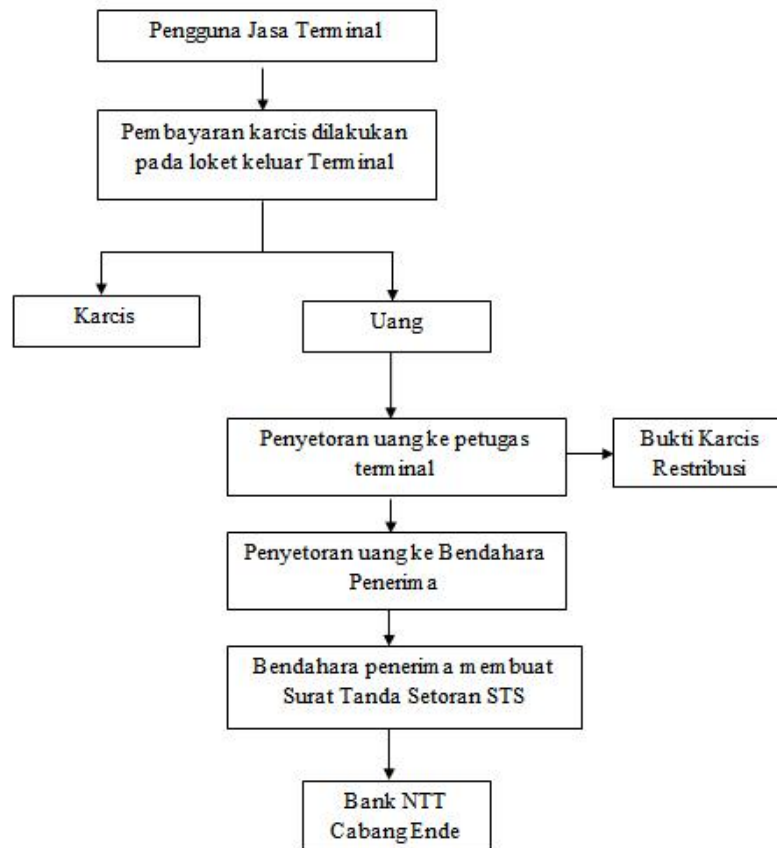 Pengguna Jasa Terminal
Pembayaran karcis dilakukan
pada loket keluar Terminal
Karcis
Uang
Penyetoran uang ke petugas
terminal
Bukti Karcis
Restribusi
Penyetoran uang ke Bendahara
Penerima
Bendahara penerima membuat
Surat Tanda Setoran STS
Bank NTT
Cabang Ende